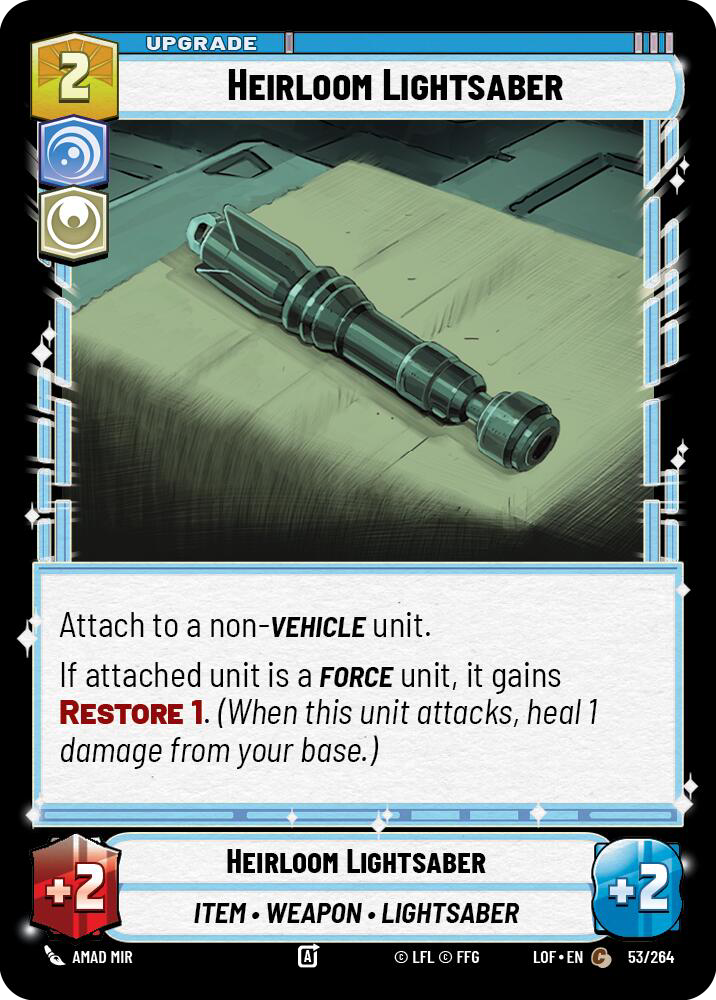 UPGRADE
2
HEIRLOOM LIGHTSABER
Attach to a non-VEHICLE unit.
If attached unit is a FORCE unit, it gains
RESTORE 1. (When this unit attacks, heal 1
damage from your base.)
+2
HEIRLOOM LIGHTSABER
+2
ITEM • WEAPON • LIGHTSABER
AMAD MIR
A
© LFL © FFG
LOF • EN
C
53/264